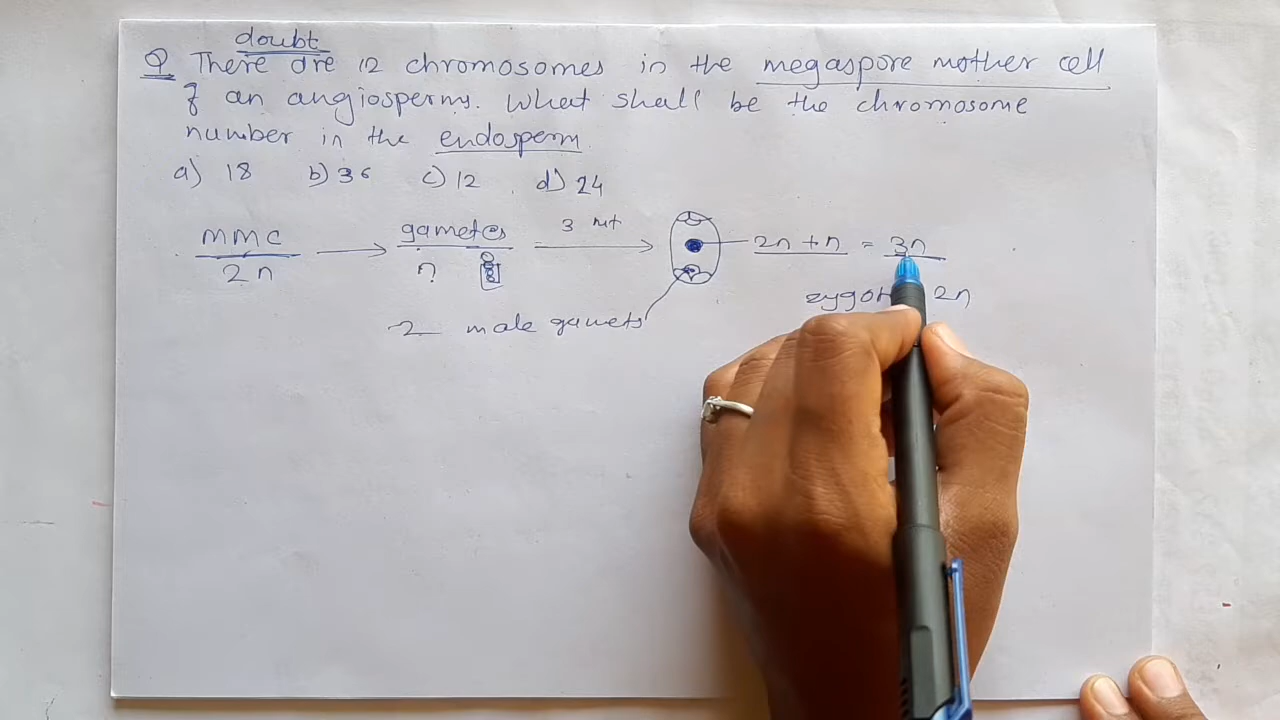 doubt
Q There are 12 chromosomes in the megaspore mother cell
of an angiosperms. What shall be the chromosome
number in the endosperm.
a) 18 b) 36 c) 12 d) 24
MMC gametes 3 mt 2n + n = 3n
2n n
2n
2 male gamets